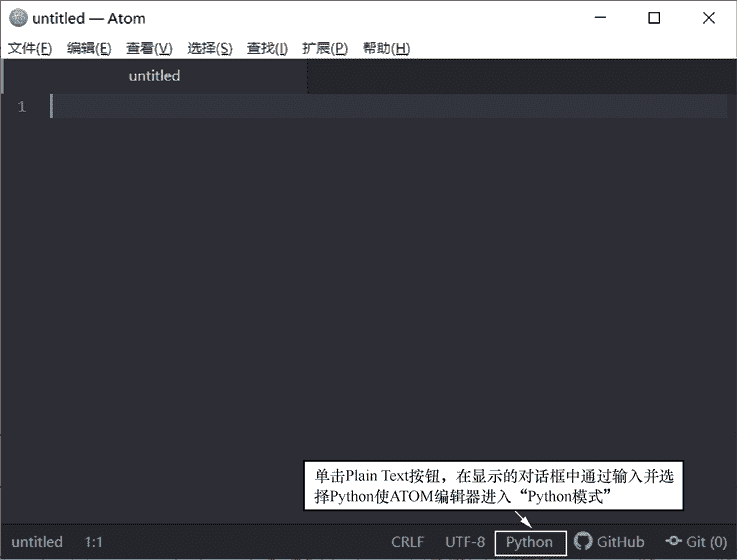 untitled — Atom
文件(F) 编辑(E) 查看(V) 选择(S) 查找(I) 扩展(P) 帮助(H)
untitled
1
单击Plain Text按钮，在显示的对话框中通过输入并选
择Python使ATOM编辑器进入“Python模式”
untitled 1:1 CRLF UTF-8 Python GitHub Git (0)